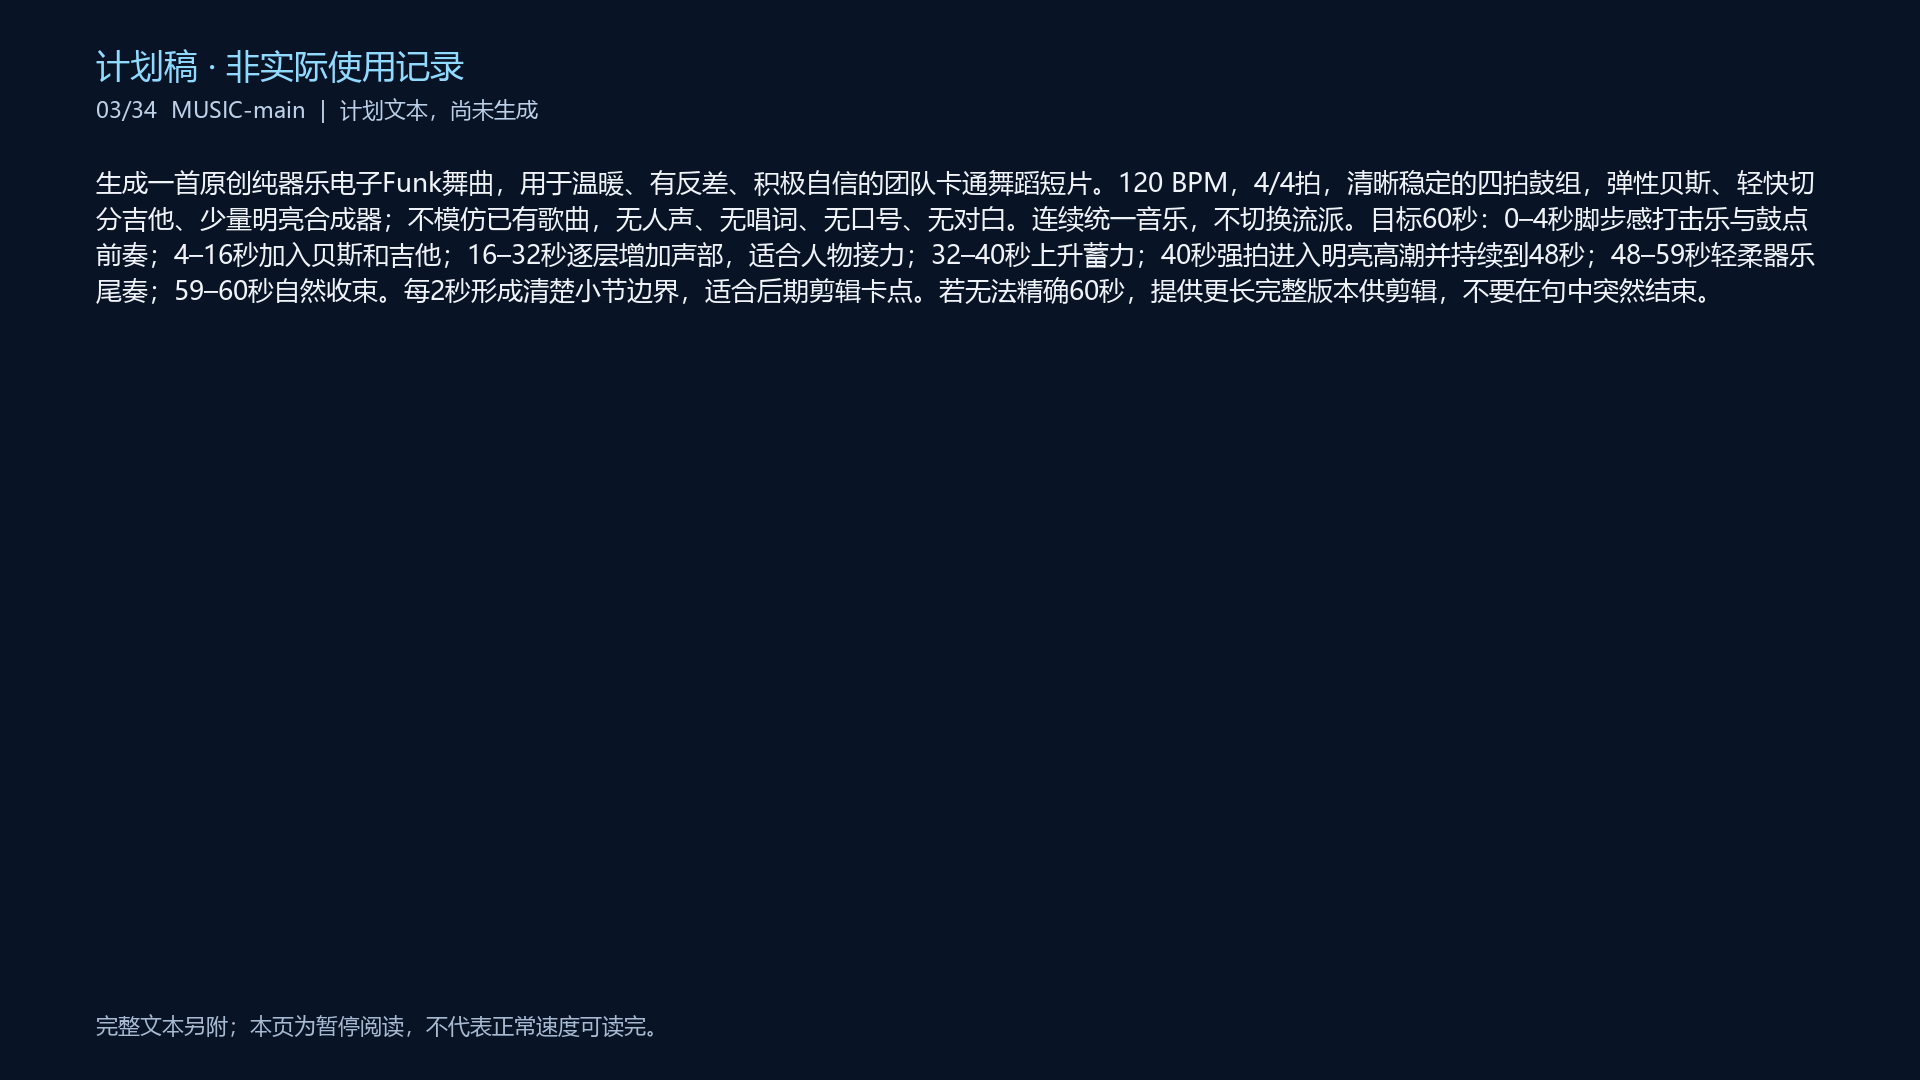 计划稿 · 非实际使用记录
03/34  MUSIC-main  |  计划文本，尚未生成
生成一首原创纯器乐电子Funk舞曲，用于温暖、有反差、积极自信的团队卡通舞蹈短片。120 BPM，4/4拍，清晰稳定的四拍鼓组，弹性贝斯、轻快切
分吉他、少量明亮合成器；不模仿已有歌曲，无人声、无唱词、无口号、无对白。连续统一音乐，不切换流派。目标60秒：0–4秒脚步感打击乐与鼓点
前奏；4–16秒加入贝斯和吉他；16–32秒逐层增加声部，适合人物接力；32–40秒上升蓄力；40秒强拍进入明亮高潮并持续到48秒；48–59秒轻柔器乐
尾奏；59–60秒自然收束。每2秒形成清楚小节边界，适合后期剪辑卡点。若无法精确60秒，提供更长完整版本供剪辑，不要在句中突然结束。
完整文本另附；本页为暂停阅读，不代表正常速度可读完。